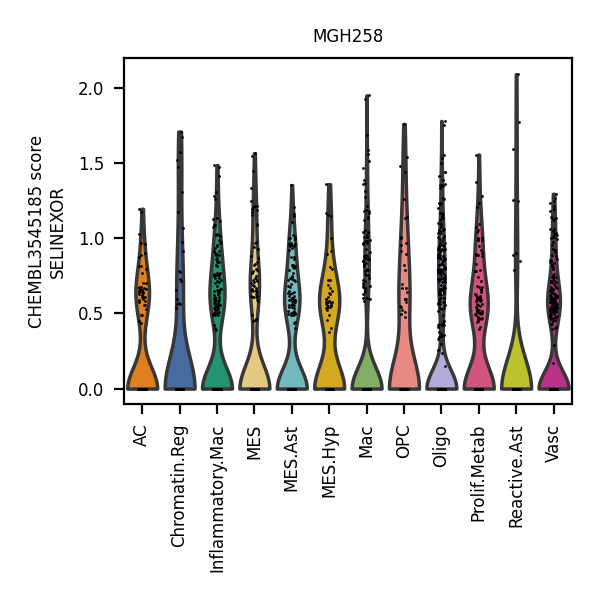 MGH258
CHEMBL3545185 score
SELINEXOR
2.0
1.5
1.0
0.5
0.0
AC
Chromatin.Reg
Inflammatory.Mac
MES
MES.Ast
MES.Hyp
Mac
OPC
Oligo
Prolif.Metab
Reactive.Ast
Vasc